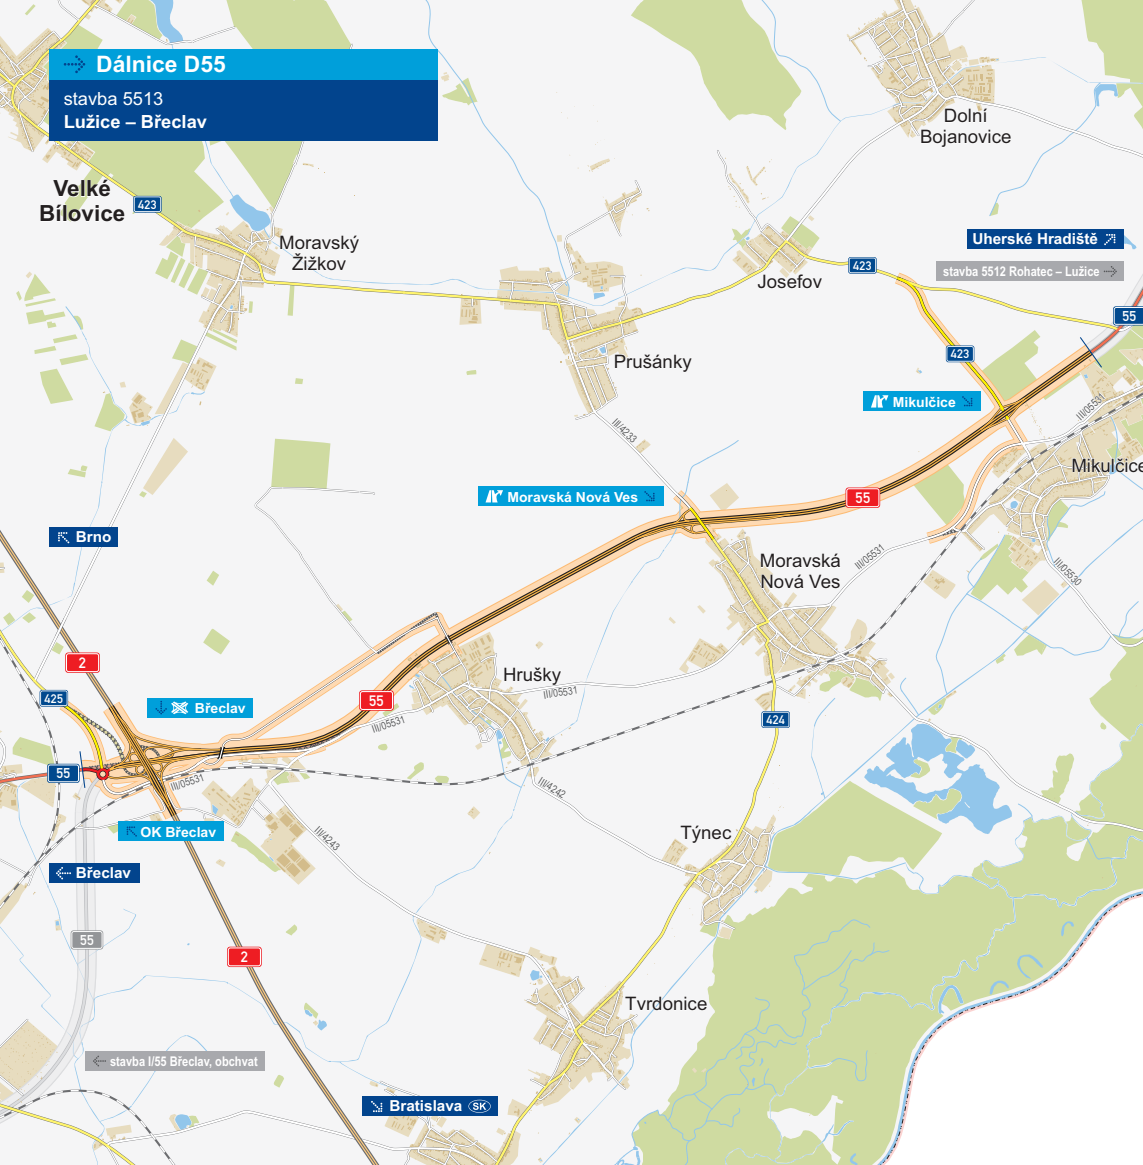 Dálnice D55
stavba 5513
Lužice – Břeclav
Dolní
Bojanovice
Velké
Bílovice
423
Moravský
Žižkov
Uherské Hradiště
stavba 5512 Rohatec – Lužice
423
Josefov
55
423
Prušánky
Mikulčice
III/05531
III/4233
Mikulčice
Moravská Nová Ves
55
Brno
Moravská
Nová Ves
III/05531
III/05530
2
Hrušky
III/05531
425
55
Břeclav
III/05531
424
55
III/05531
III/4242
OK Břeclav
III/4243
Týnec
Břeclav
55
2
Tvrdonice
stavba I/55 Břeclav, obchvat
Bratislava SK